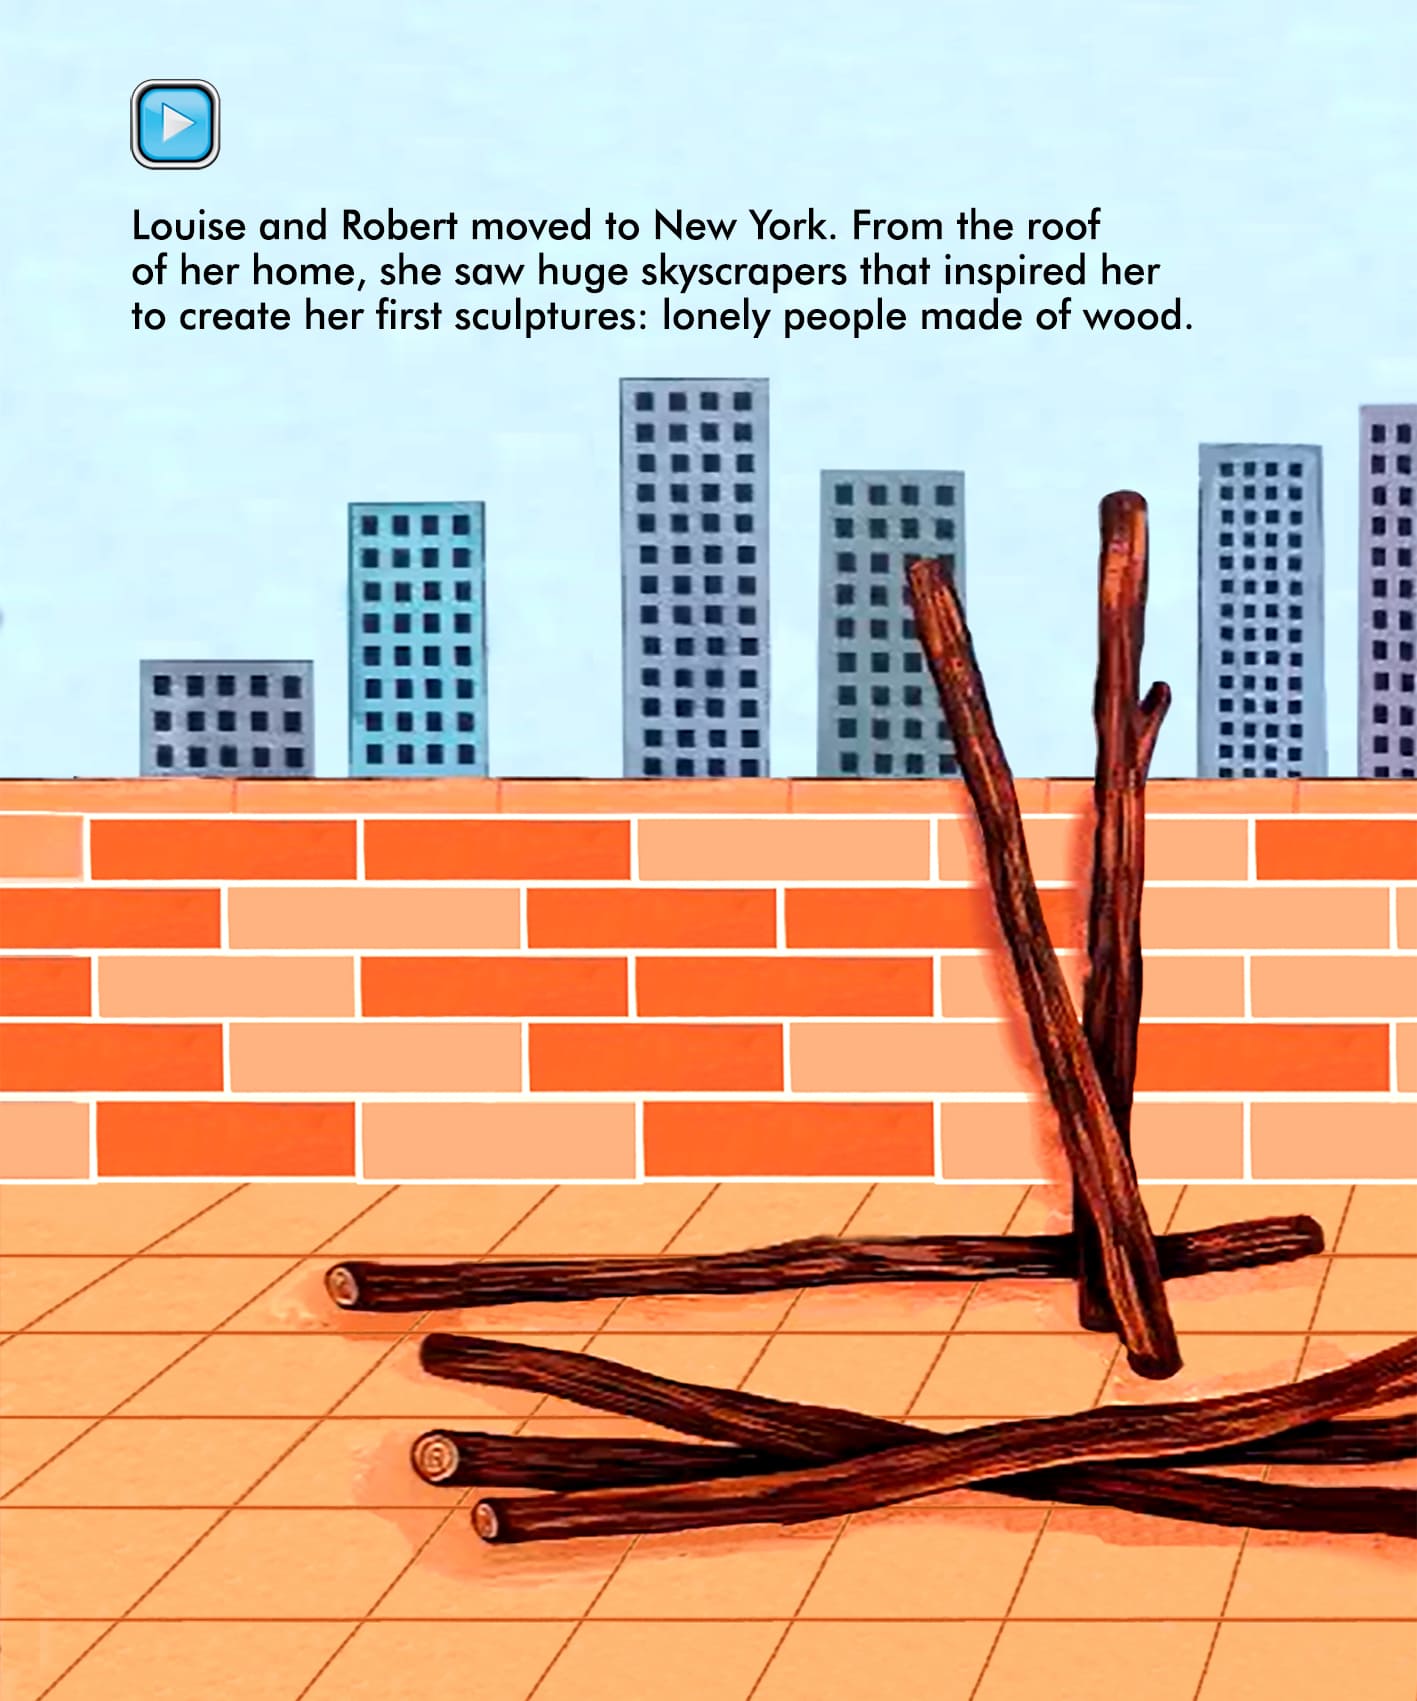 Louise and Robert moved to New York. From the roof
of her home, she saw huge skyscrapers that inspired her
to create her first sculptures: lonely people made of wood.